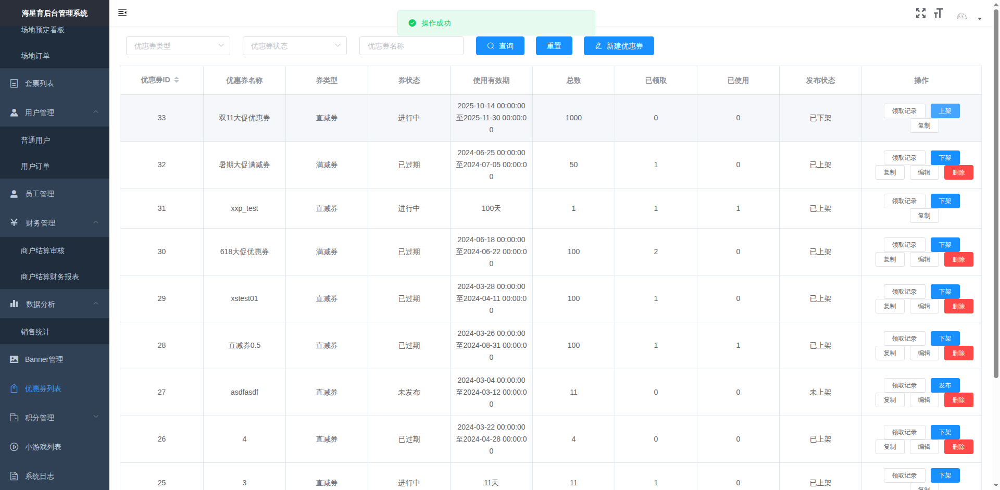 海星育后台管理系统
场地预定看板
场地订单
套票列表
用户管理
普通用户
用户订单
员工管理
财务管理
商户结算审核
商户结算财务报表
数据分析
销售统计
Banner管理
优惠券列表
积分管理
小游戏列表
系统日志
操作成功
优惠券类型 优惠券状态 优惠券名称 查询 重置 新建优惠券
优惠券ID 优惠券名称 券类型 券状态 使用有效期 总数 已领取 已使用 发布状态 操作
33 双11大促优惠券 直减券 进行中 2025-10-14 00:00:00
至2025-11-30 00:00:0
0 1000 0 0 已下架 领取记录 上架
复制
32 暑期大促满减券 满减券 已过期 2024-06-25 00:00:00
至2024-07-05 00:00:0
0 50 1 0 已上架 领取记录 下架
复制 编辑 删除
31 xxp_test 直减券 进行中 100天 1 1 1 已上架 领取记录 下架
复制
30 618大促优惠券 满减券 已过期 2024-06-18 00:00:00
至2024-06-22 00:00:0
0 100 2 0 已上架 领取记录 下架
复制 编辑 删除
29 xstest01 直减券 已过期 2024-03-28 00:00:00
至2024-04-11 00:00:0
0 100 1 0 已上架 领取记录 下架
复制 编辑 删除
28 直减券0.5 直减券 已过期 2024-03-26 00:00:00
至2024-08-31 00:00:0
0 100 1 1 已上架 领取记录 下架
复制 编辑 删除
27 asdfasdf 直减券 未发布 2024-03-04 00:00:00
至2024-03-12 00:00:0
0 11 0 0 未上架 领取记录 发布
复制 编辑 删除
26 4 直减券 已过期 2024-03-22 00:00:00
至2024-04-28 00:00:0
0 4 0 0 已上架 领取记录 下架
复制 编辑 删除
25 3 直减券 进行中 11天 11 1 0 已上架 领取记录 下架
复制